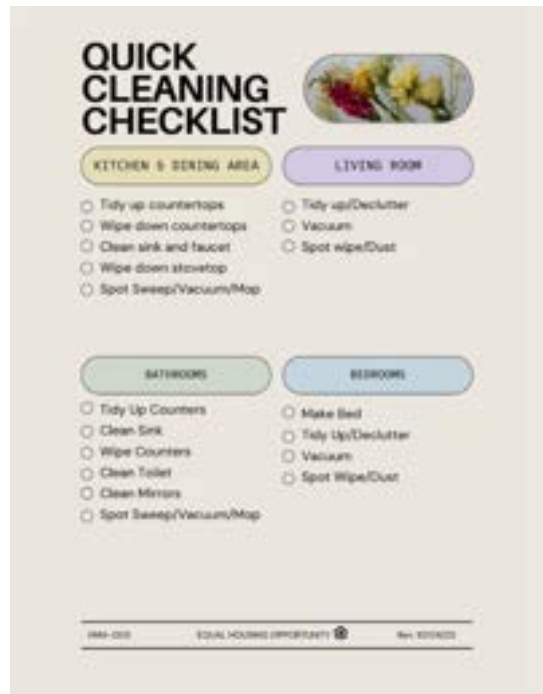 QUICK
CLEANING
CHECKLIST
KITCHEN & DINING AREA
Tidy up countertops
Wipe down countertops
Clean sink and faucet
Wipe down stovetop
Spot Sweep/Vacuum/Mop
LIVING ROOM
Tidy up/Declutter
Vacuum
Spot wipe/Dust
BATHROOMS
Tidy Up Counters
Clean Sink
Wipe Counters
Clean Toilet
Clean Mirrors
Spot Sweep/Vacuum/Mop
BEDROOMS
Make Bed
Tidy Up/Declutter
Vacuum
Spot Wipe/Dust
EQUAL HOUSING OPPORTUNITY
Rev.